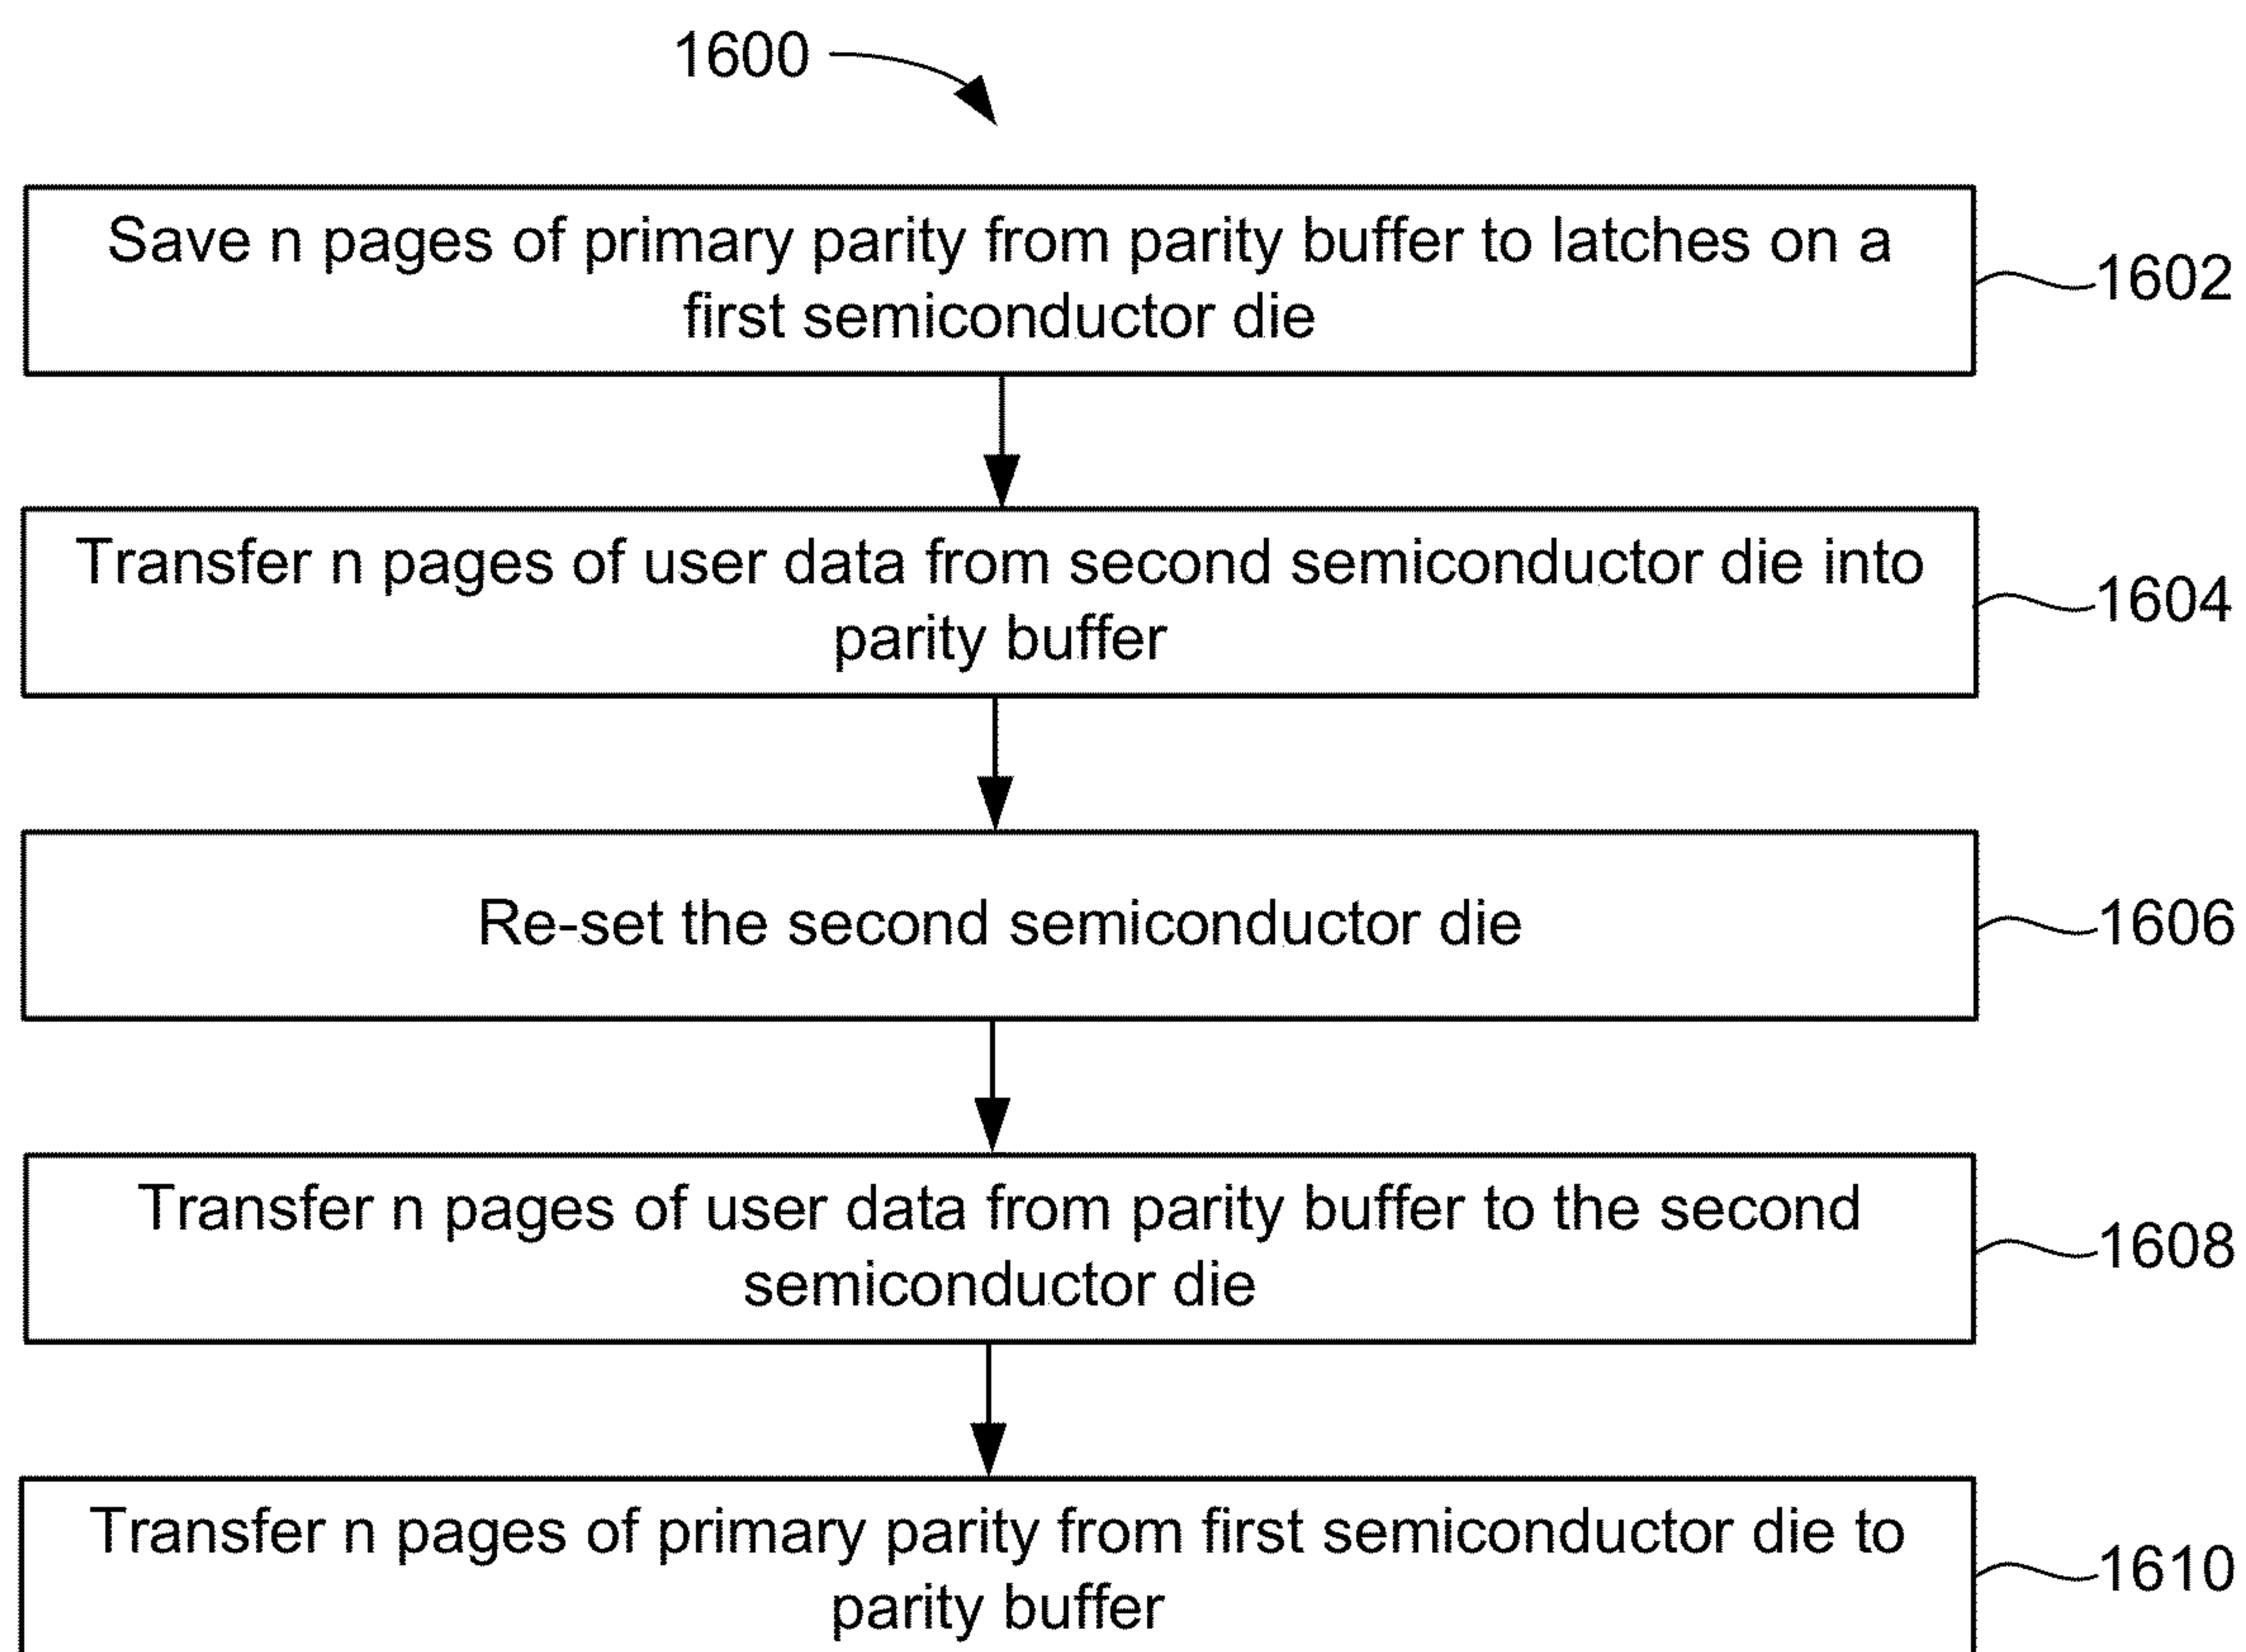 1600
Save n pages of primary parity from parity buffer to latches on a
first semiconductor die
1602
Transfer n pages of user data from second semiconductor die into
parity buffer
1604
Re-set the second semiconductor die
1606
Transfer n pages of user data from parity buffer to the second
semiconductor die
1608
Transfer n pages of primary parity from first semiconductor die to
parity buffer
1610